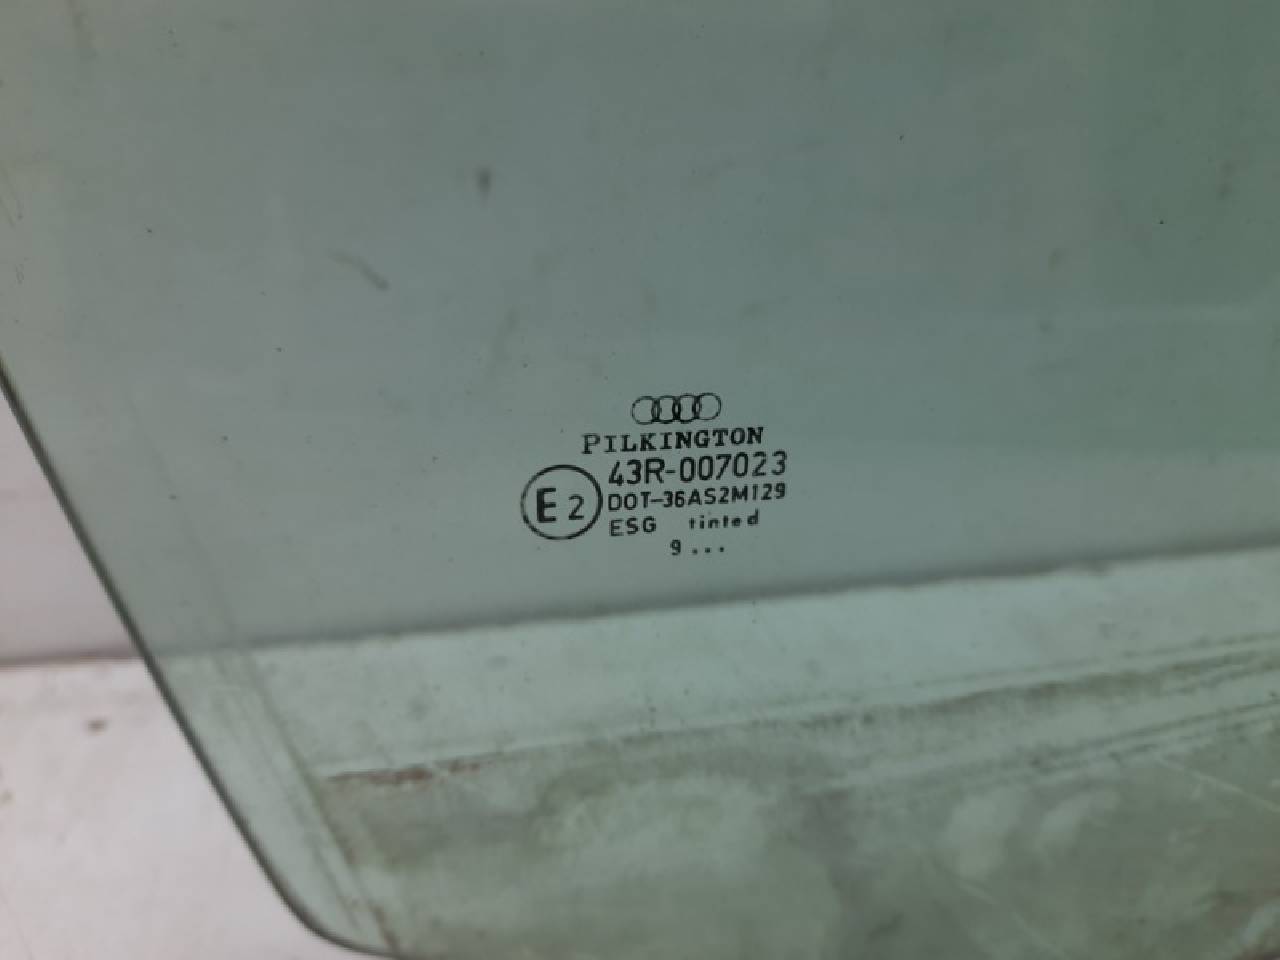 PILKINGTON
43R-007023
E2
DOT-36AS2M129
ESG tinted
9...